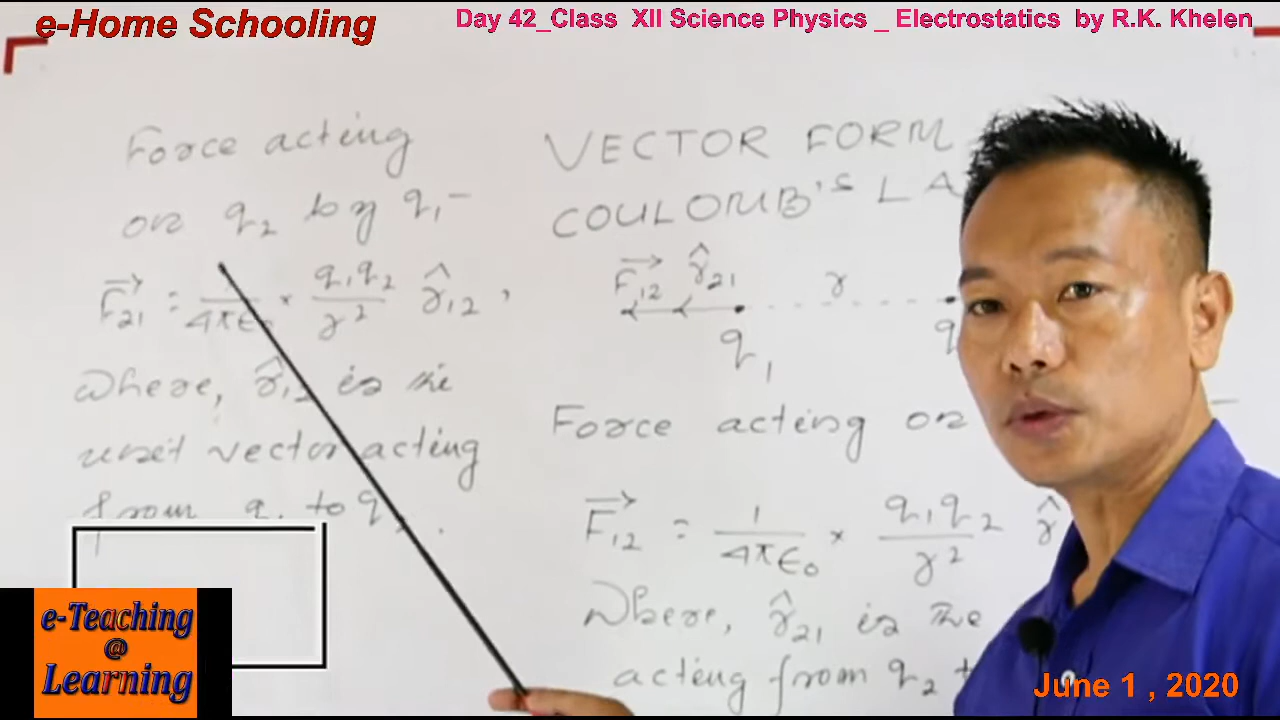 e-Home Schooling
Day 42_Class XII Science Physics _ Electrostatics by R.K. Khelen
Force acting
on q₂ by q₁-
F⃗₂₁ = 1/4πε₀ × q₁q₂/r² r̂₁₂ ,
where, r̂₁₂ is the
unit vector acting
from q₁ to q₂ .
VECTOR FORM
COULOMB'S LA
F⃗₁₂ r̂₂₁ r
q₁ q
Force acting on
F⃗₁₂ = 1/4πε₀ × q₁q₂/r² r̂
Where, r̂₂₁ is the
acting from q₂ t
e-Teaching
@
Learning
June 1 , 2020